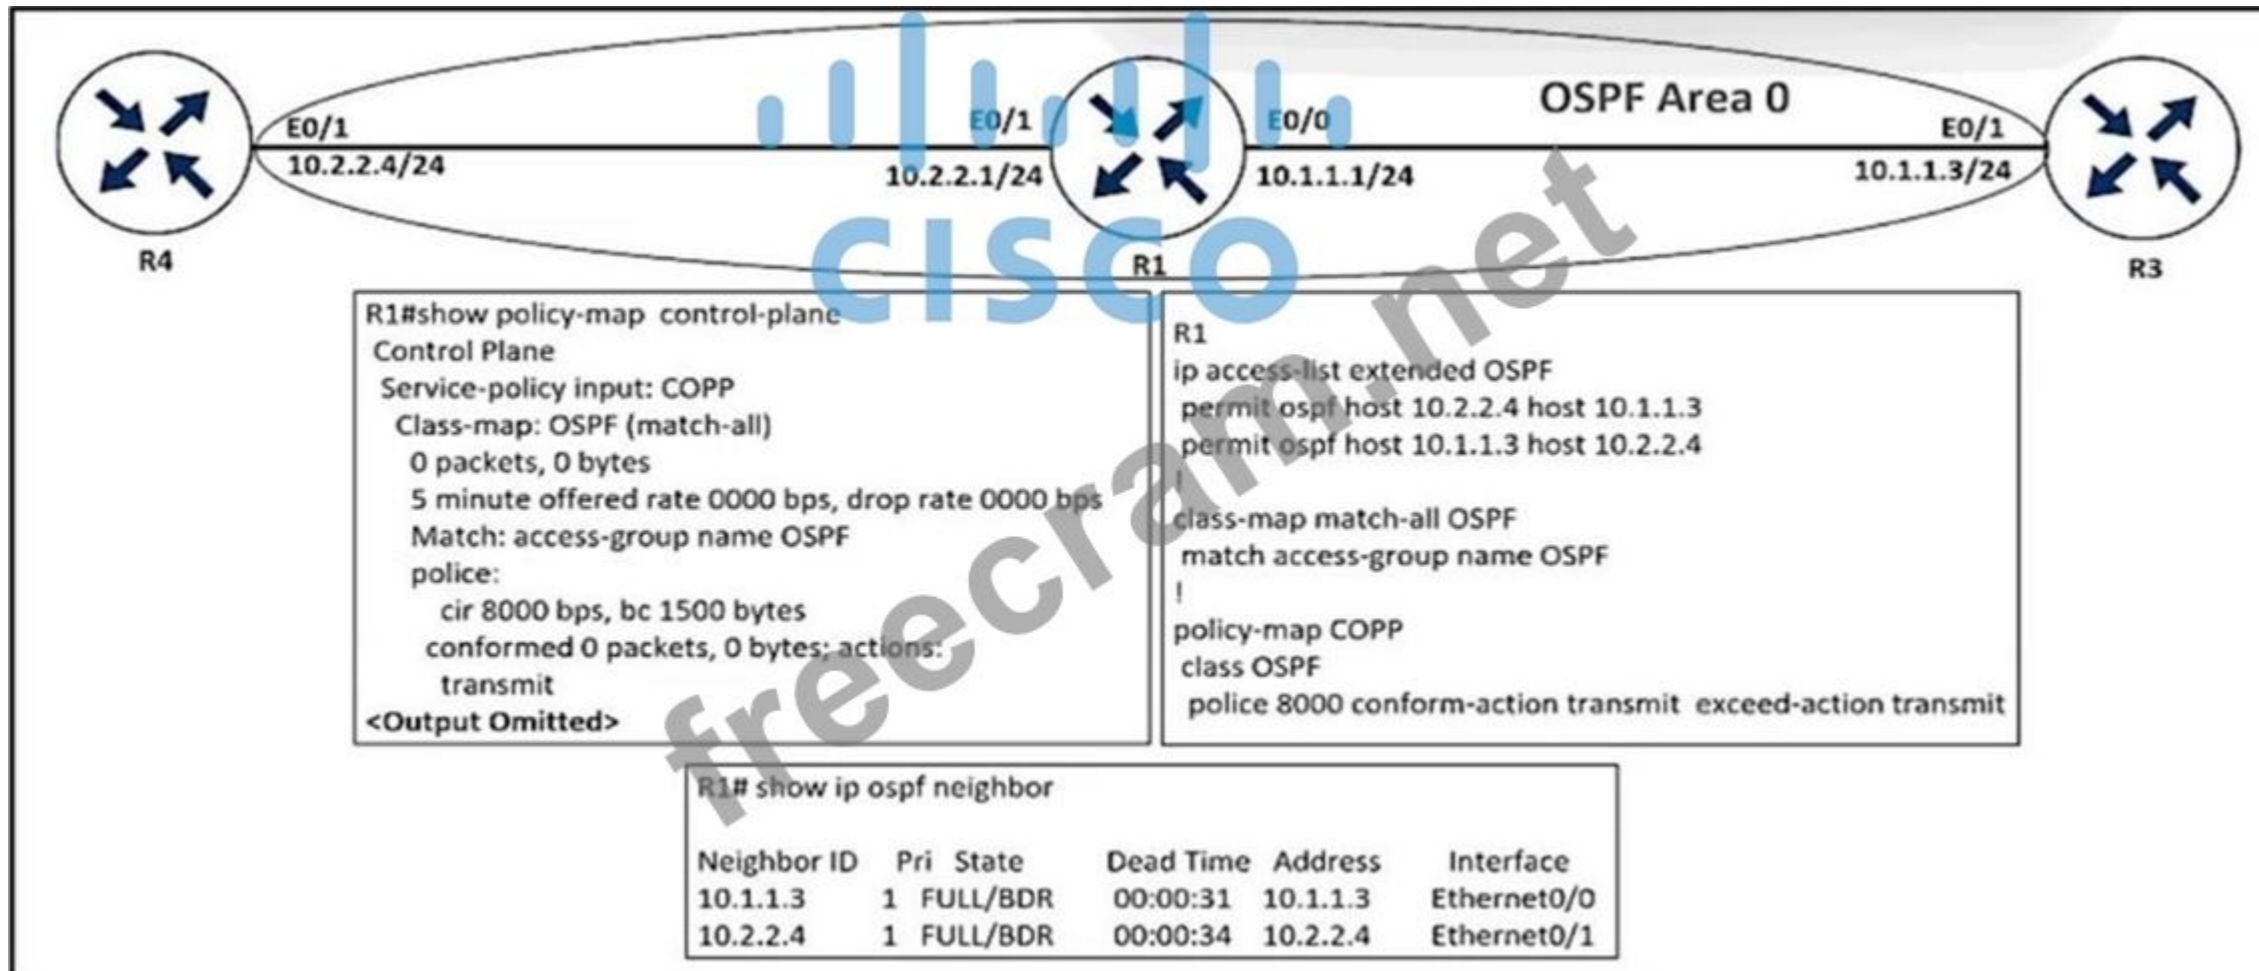 OSPF Area 0
E0/1
E0/1
E0/0
E0/1
10.2.2.4/24
10.2.2.1/24
10.1.1.1/24
10.1.1.3/24
R4
R1
R3
CISCO
freecram.net
R1#show policy-map control-plane
Control Plane
Service-policy input: COPP
Class-map: OSPF (match-all)
0 packets, 0 bytes
5 minute offered rate 0000 bps, drop rate 0000 bps
Match: access-group name OSPF
police:
cir 8000 bps, bc 1500 bytes
conformed 0 packets, 0 bytes; actions:
transmit
<Output Omitted>
R1
ip access-list extended OSPF
permit ospf host 10.2.2.4 host 10.1.1.3
permit ospf host 10.1.1.3 host 10.2.2.4
!
class-map match-all OSPF
match access-group name OSPF
!
policy-map COPP
class OSPF
police 8000 conform-action transmit exceed-action transmit
R1# show ip ospf neighbor
Neighbor ID Pri State Dead Time Address Interface
10.1.1.3 1 FULL/BDR 00:00:31 10.1.1.3 Ethernet0/0
10.2.2.4 1 FULL/BDR 00:00:34 10.2.2.4 Ethernet0/1